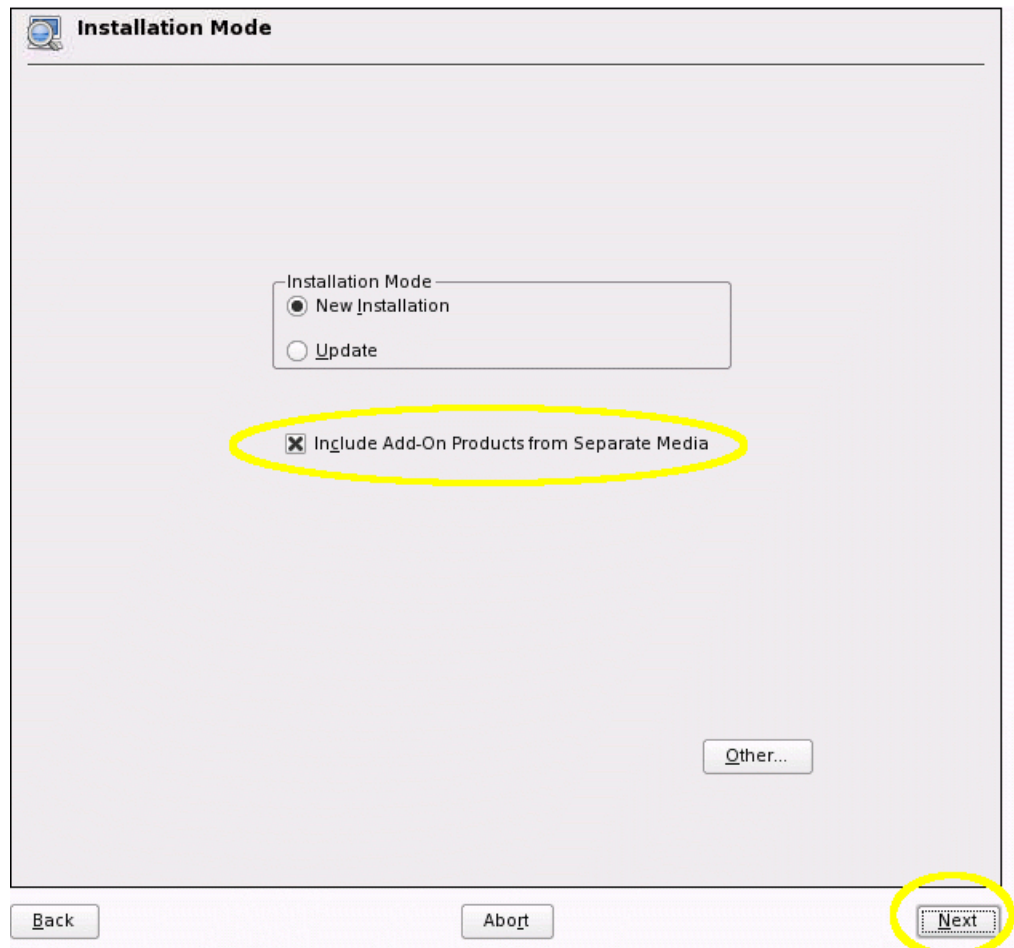 Installation Mode
Installation Mode
New Installation
Update
Include Add-On Products from Separate Media
Other...
Back
Abort
Next